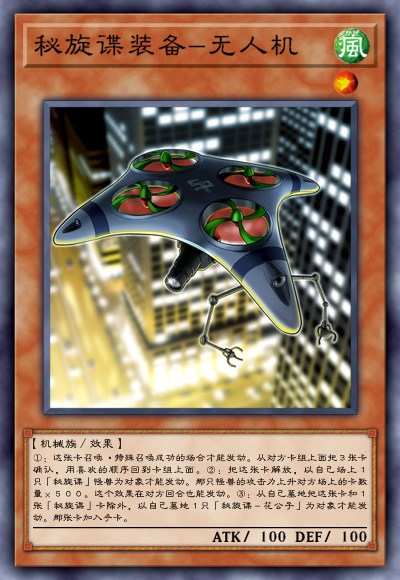 秘旋谍装备－无人机
風
【机械族／效果】
①：这张卡召唤·特殊召唤成功的场合才能发动。从对方卡组上面把3张卡
确认，用喜欢的顺序回到卡组上面。②：把这张卡解放，以自己场上1
只「秘旋谍」怪兽为对象才能发动。那只怪兽的攻击力上升对方场上的卡数
量×500。这个效果在对方回合也能发动。③：从自己墓地把这张卡和1
张「秘旋谍」卡除外，以自己墓地1只「秘旋谍－花公子」为对象才能发
动。那张卡加入手卡。
ATK/ 100 DEF/ 100